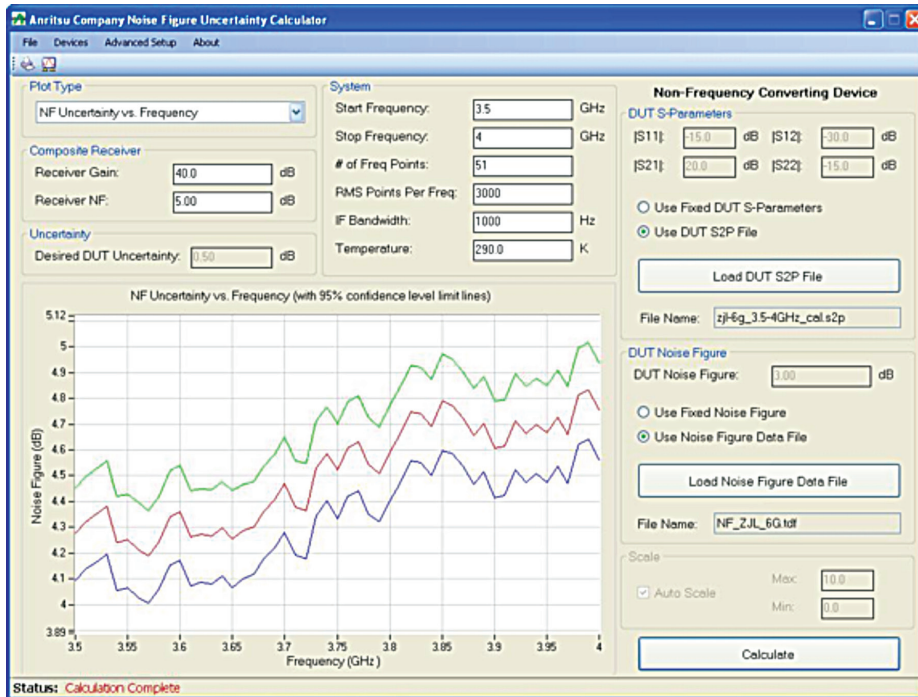 Anritsu Company Noise Figure Uncertainty Calculator
File Devices Advanced Setup About
Plot Type
NF Uncertainty vs. Frequency
Composite Receiver
Receiver Gain: 40.0 dB
Receiver NF: 5.00 dB
Uncertainty
Desired DUT Uncertainty: 0.50 dB
System
Start Frequency: 3.5 GHz
Stop Frequency: 4 GHz
# of Freq Points: 51
RMS Points Per Freq: 3000
IF Bandwidth: 1000 Hz
Temperature: 290.0 K
Non-Frequency Converting Device
DUT S-Parameters
|S11|: -15.0 dB |S12|: -30.0 dB
|S21|: 20.0 dB |S22|: -15.0 dB
Use Fixed DUT S-Parameters
Use DUT S2P File
Load DUT S2P File
File Name: zjl-6g_3.5-4GHz_cal.s2p
DUT Noise Figure
DUT Noise Figure: 3.00 dB
Use Fixed Noise Figure
Use Noise Figure Data File
Load Noise Figure Data File
File Name: NF_ZJL_6G.tdf
Scale
Auto Scale
Max: 10.0
Min: 0.0
Calculate
NF Uncertainty vs. Frequency (with 95% confidence level limit lines)
Noise Figure (dB)
5.12
5
4.9
4.8
4.7
4.6
4.5
4.4
4.3
4.2
4.1
4
3.89
3.5 3.55 3.6 3.65 3.7 3.75 3.8 3.85 3.9 3.95 4
Frequency (GHz )
Status: Calculation Complete